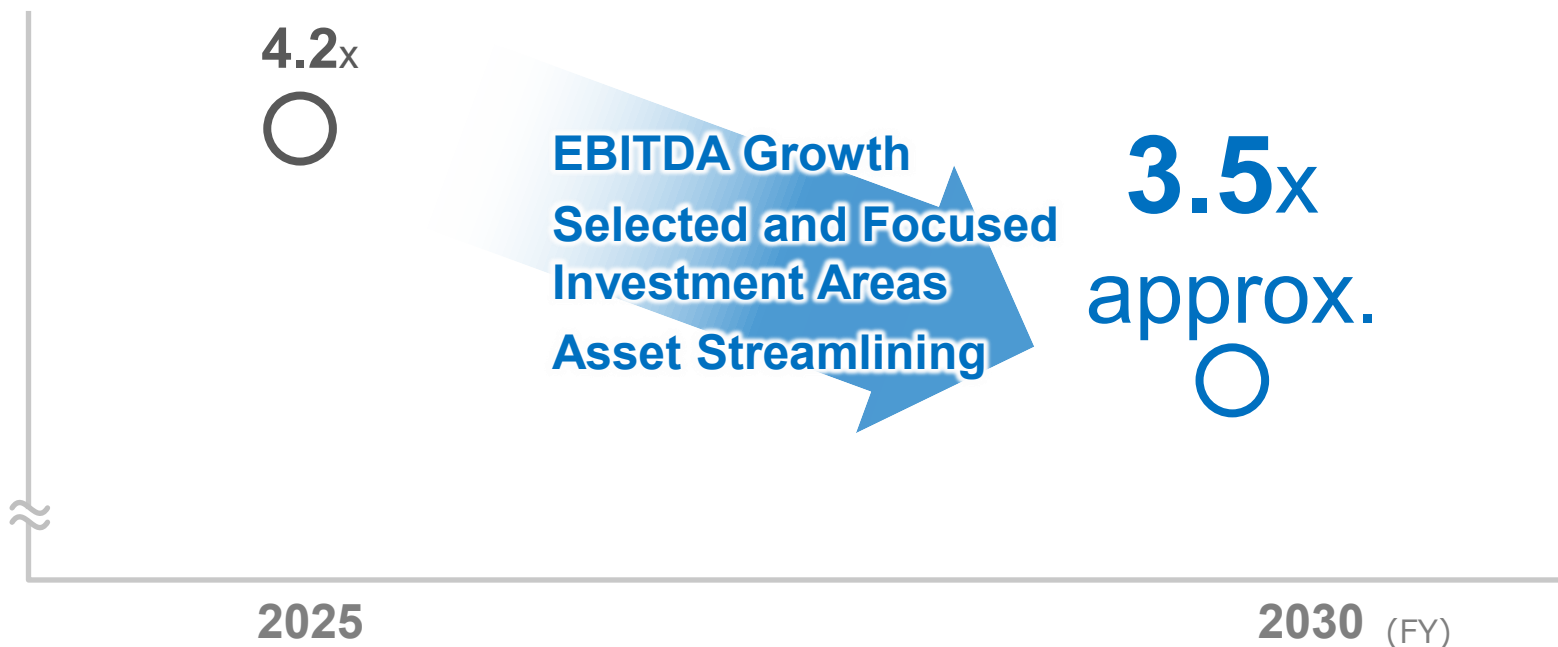 4.2x
EBITDA Growth
Selected and Focused
Investment Areas
Asset Streamlining
3.5x
approx.
2025
2030 (FY)